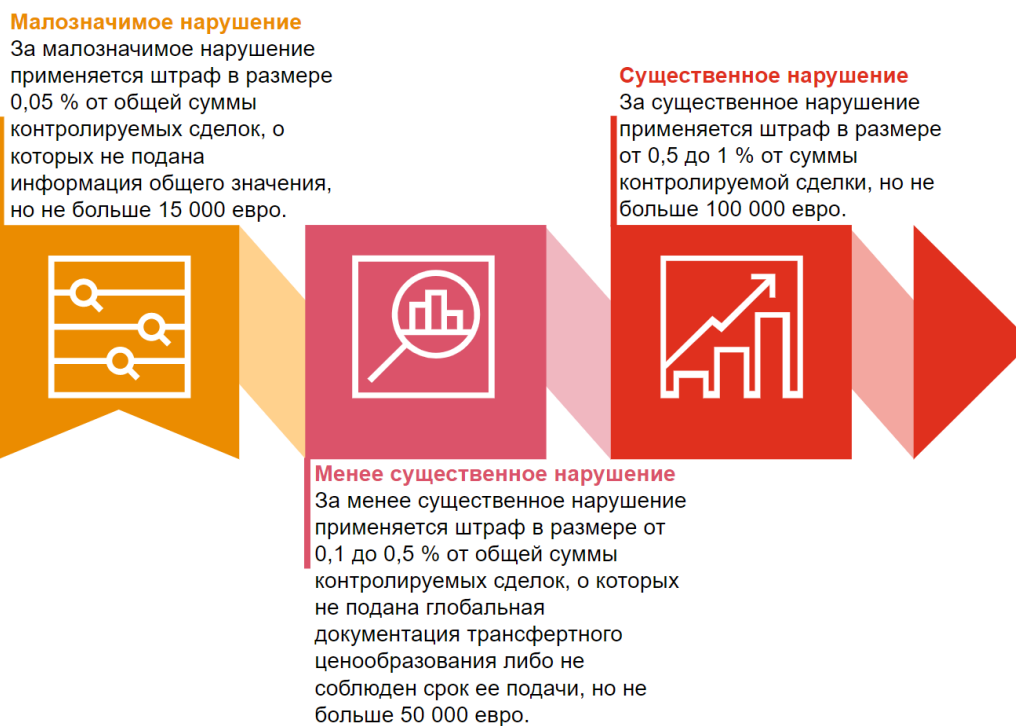 Малозначимое нарушение
За малозначимое нарушение
применяется штраф в размере
0,05 % от общей суммы
контролируемых сделок, о
которых не подана
информация общего значения,
но не больше 15 000 евро.
Существенное нарушение
За существенное нарушение
применяется штраф в размере
от 0,5 до 1 % от суммы
контролируемой сделки, но не
больше 100 000 евро.
Менее существенное нарушение
За менее существенное нарушение
применяется штраф в размере от
0,1 до 0,5 % от общей суммы
контролируемых сделок, о которых
не подана глобальная
документация трансфертного
ценообразования либо не
соблюден срок ее подачи, но не
больше 50 000 евро.